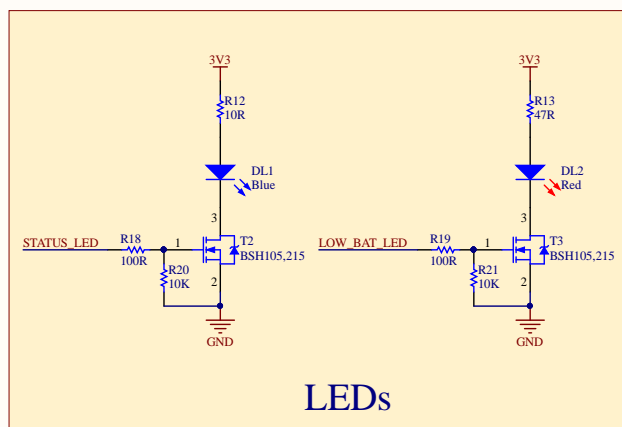 3V3
R12
10R
DL1
Blue
3
STATUS_LED
R18
100R
1
T2
BSH105,215
R20
10K
2
GND
3V3
R13
47R
DL2
Red
3
LOW_BAT_LED
R19
100R
1
T3
BSH105,215
R21
10K
2
GND
LEDs